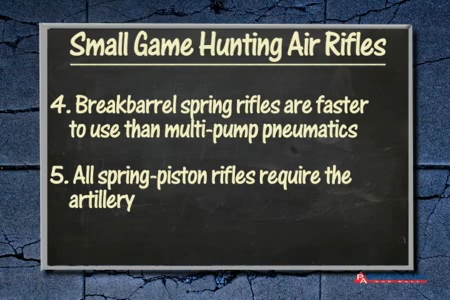 Small Game Hunting Air Rifles
4. Breakbarrel spring rifles are faster
to use than multi-pump pneumatics
5. All spring-piston rifles require the
artillery